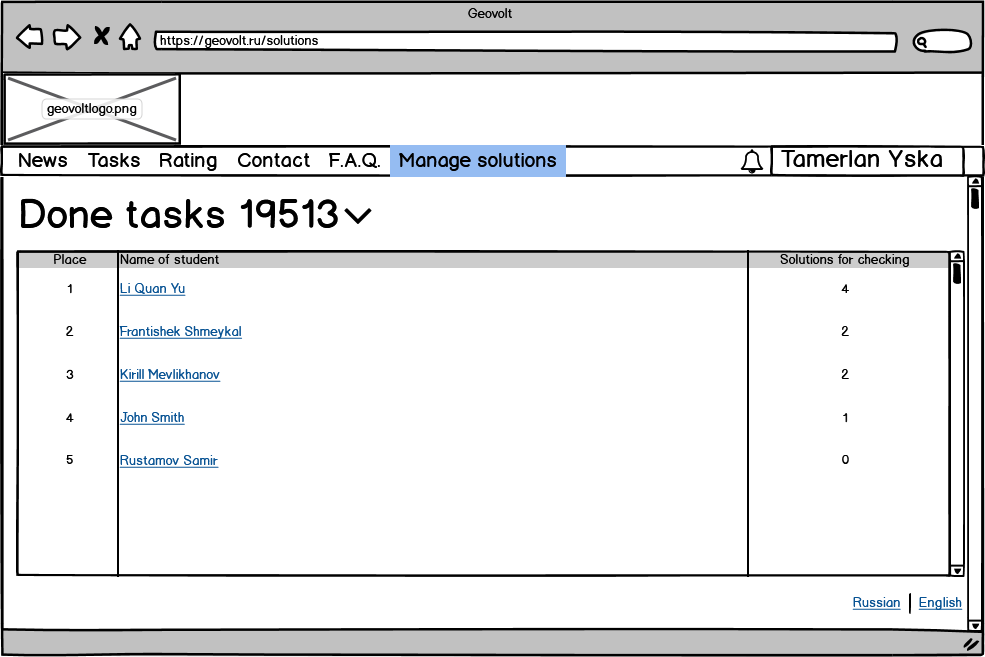 Geovolt
https://geovolt.ru/solutions
geovoltlogo.png
News Tasks Rating Contact F.A.Q. Manage solutions Tamerlan Yska
Done tasks 19513
Place Name of student Solutions for checking
1 Li Quan Yu 4
2 Frantishek Shmeykal 2
3 Kirill Mevlikhanov 2
4 John Smith 1
5 Rustamov Samir 0
Russian English